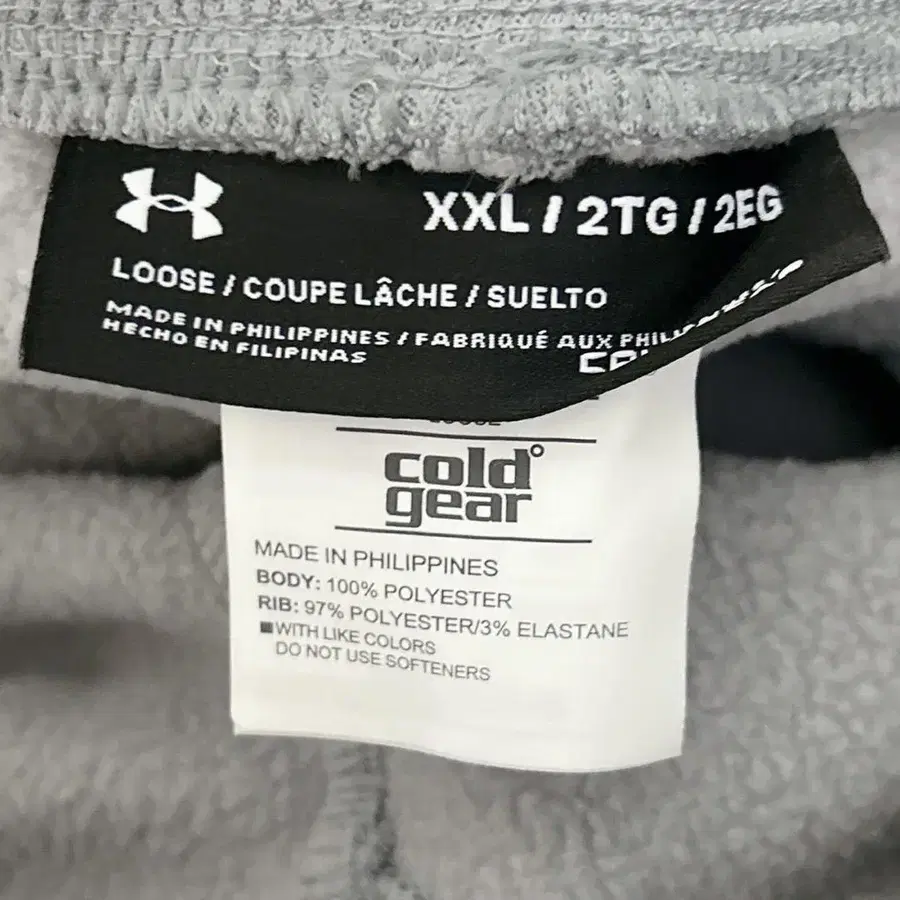 XXL / 2TG / 2EG
LOOSE / COUPE LÂCHE / SUELTO
MADE IN PHILIPPINES / FABRIQUÉ AUX PHILIPPINES
HECHO EN FILIPINAS
cold°
gear
MADE IN PHILIPPINES
BODY: 100% POLYESTER
RIB: 97% POLYESTER/3% ELASTANE
WITH LIKE COLORS
DO NOT USE SOFTENERS